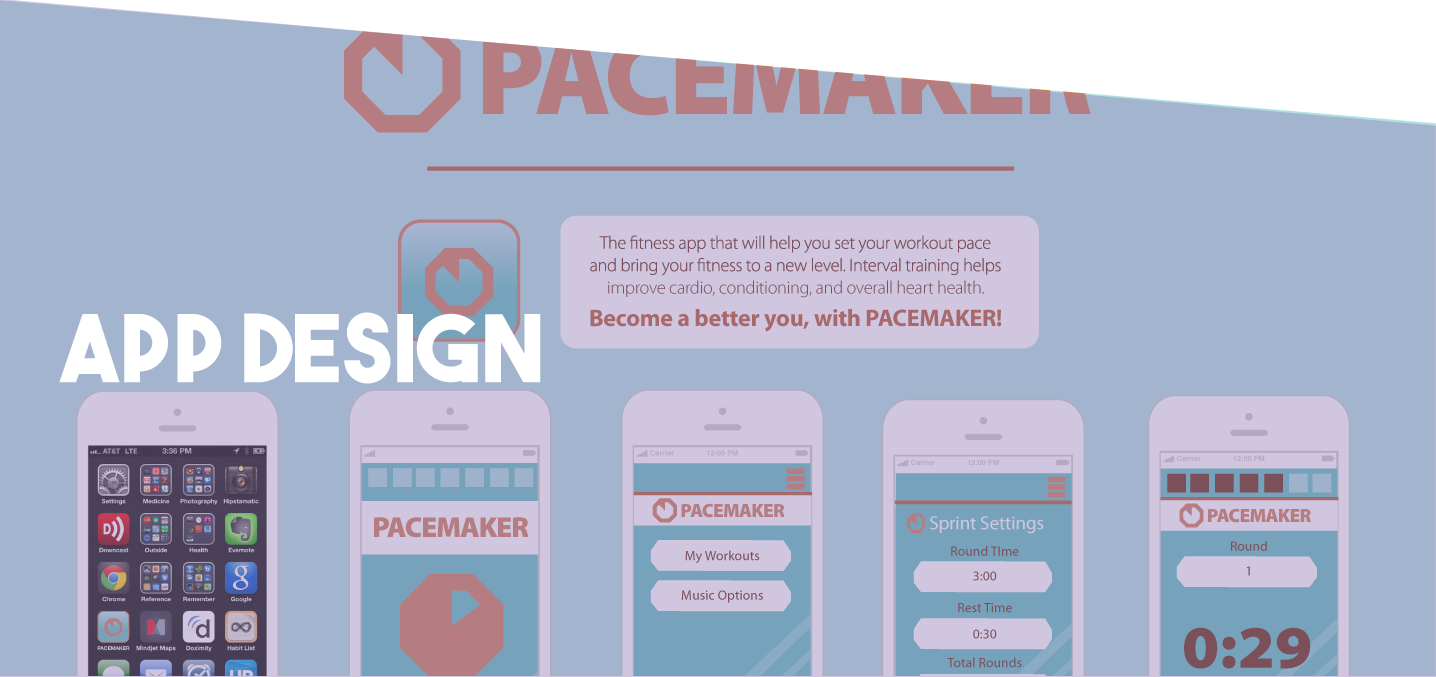 PACEMAKER
The fitness app that will help you set your workout pace
and bring your fitness to a new level. Interval training helps
improve cardio, conditioning, and overall heart health.
Become a better you, with PACEMAKER!
APP DESIGN
AT&T LTE 3:36 PM
Settings Medicine Photography Hipstamatic
Downcast Outside Health Evernote
Chrome Reference Remember Google
PACEMAKER Mindjet Maps Doximity Habit List
PACEMAKER
Carrier 12:00 PM
PACEMAKER
My Workouts
Music Options
Carrier 12:00 PM
Sprint Settings
Round TIme
3:00
Rest Time
0:30
Total Rounds
Carrier 12:00 PM
PACEMAKER
Round
1
0:29